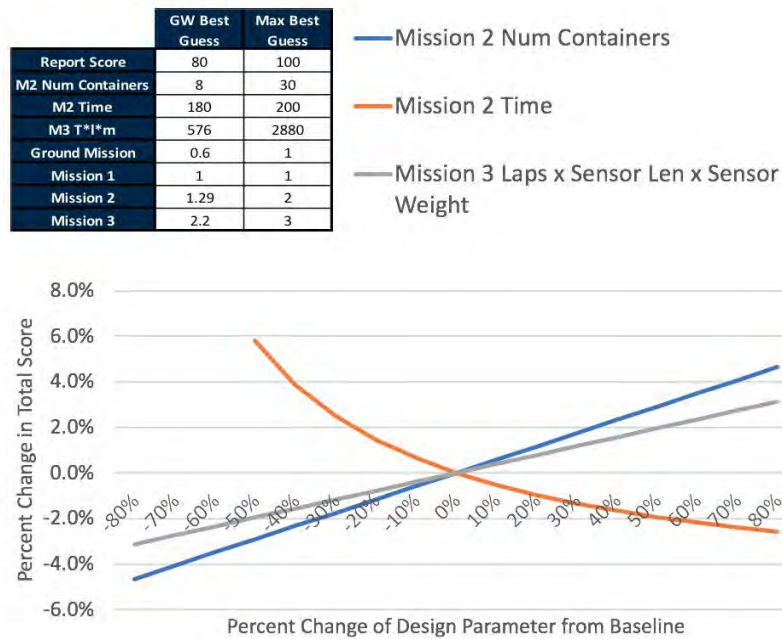 GW Best Guess Max Best Guess
Report Score 80 100
M2 Num Containers 8 30
M2 Time 180 200
M3 T*l*m 576 2880
Ground Mission 0.6 1
Mission 1 1 1
Mission 2 1.29 2
Mission 3 2.2 3
Mission 2 Num Containers
Mission 2 Time
Mission 3 Laps x Sensor Len x Sensor
Weight
Percent Change in Total Score
8.0%
6.0%
4.0%
2.0%
0.0%
-2.0%
-4.0%
-6.0%
-80% -70% -60% -50% -40% -30% -20% -10% 0% 10% 20% 30% 40% 50% 60% 70% 80%
Percent Change of Design Parameter from Baseline